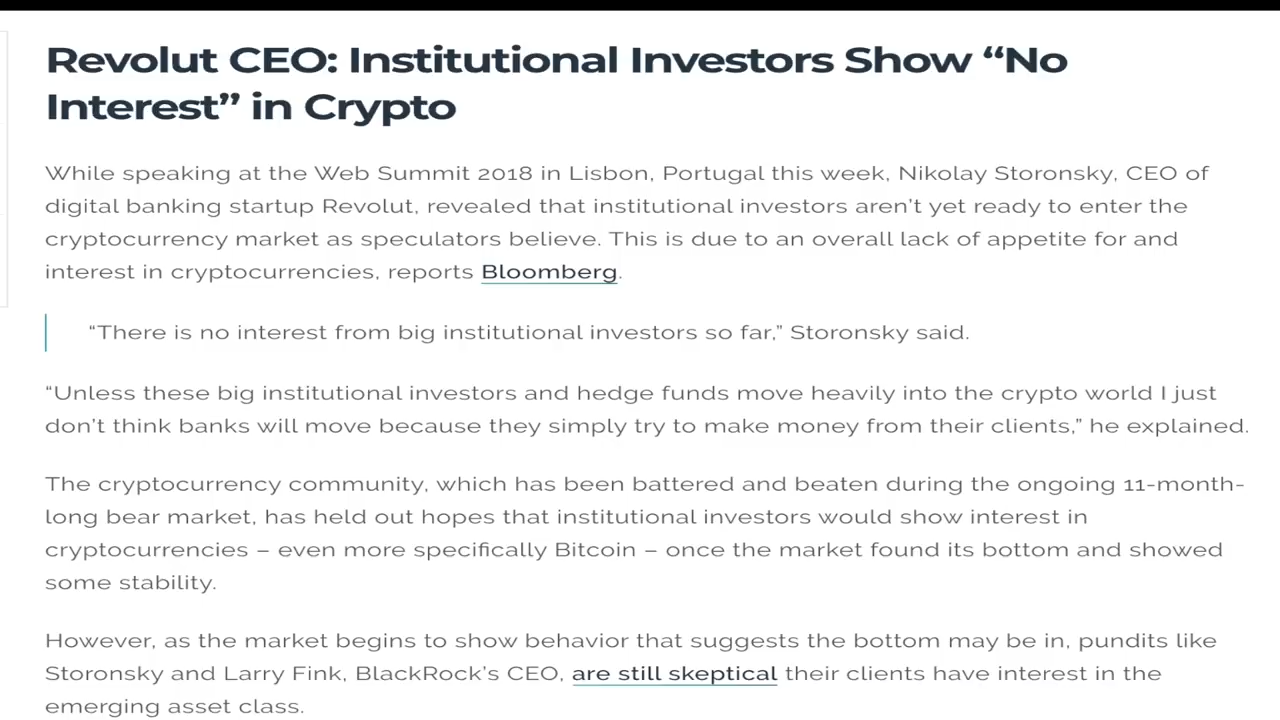 Revolut CEO: Institutional Investors Show “No
Interest” in Crypto
While speaking at the Web Summit 2018 in Lisbon, Portugal this week, Nikolay Storonsky, CEO of
digital banking startup Revolut, revealed that institutional investors aren’t yet ready to enter the
cryptocurrency market as speculators believe. This is due to an overall lack of appetite for and
interest in cryptocurrencies, reports Bloomberg.
“There is no interest from big institutional investors so far,” Storonsky said.
“Unless these big institutional investors and hedge funds move heavily into the crypto world I just
don’t think banks will move because they simply try to make money from their clients,” he explained.
The cryptocurrency community, which has been battered and beaten during the ongoing 11-month-
long bear market, has held out hopes that institutional investors would show interest in
cryptocurrencies – even more specifically Bitcoin – once the market found its bottom and showed
some stability.
However, as the market begins to show behavior that suggests the bottom may be in, pundits like
Storonsky and Larry Fink, BlackRock’s CEO, are still skeptical their clients have interest in the
emerging asset class.